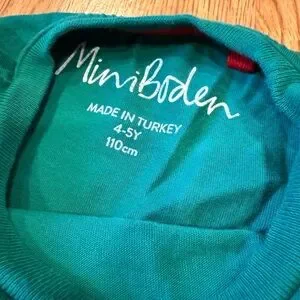 MiniBoden
MADE IN TURKEY
4-5Y
110cm